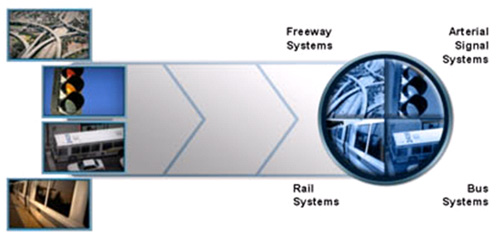 Freeway
Systems
Arterial
Signal
Systems
Rail
Systems
Bus
Systems